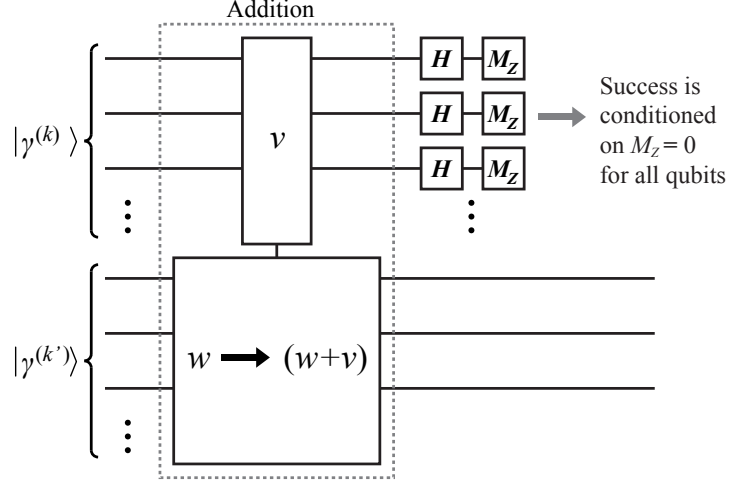 Addition
v
H M_Z
H M_Z
H M_Z
Success is
conditioned
on M_Z = 0
for all qubits
|γ^(k)⟩
⋮ ⋮
|γ^(k')⟩
w → (w+v)
⋮